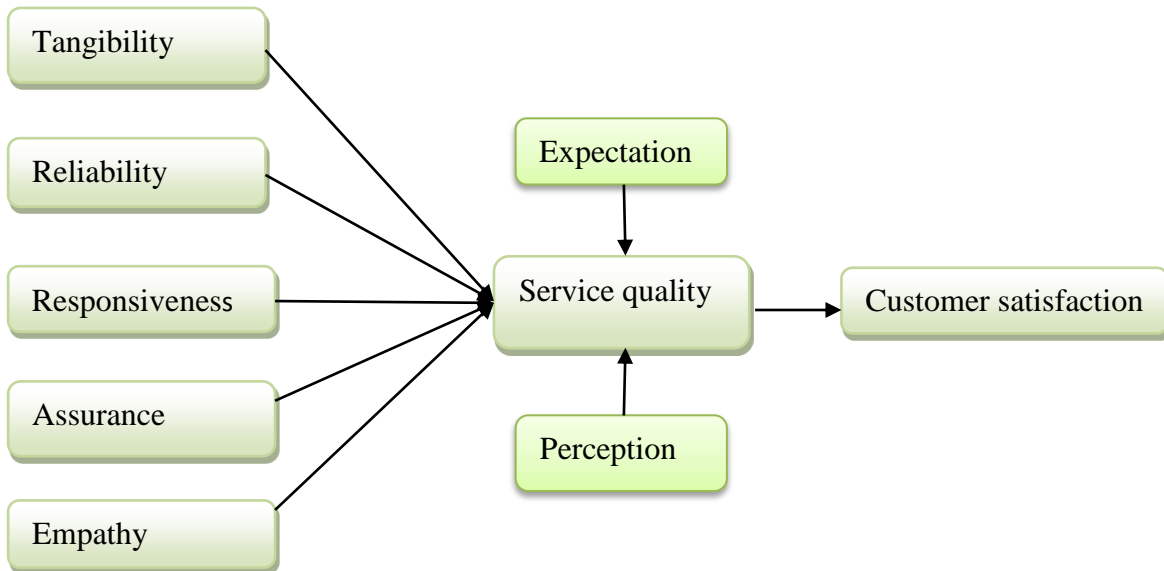 Tangibility
Reliability
Responsiveness
Assurance
Empathy
Expectation
Service quality
Perception
Customer satisfaction